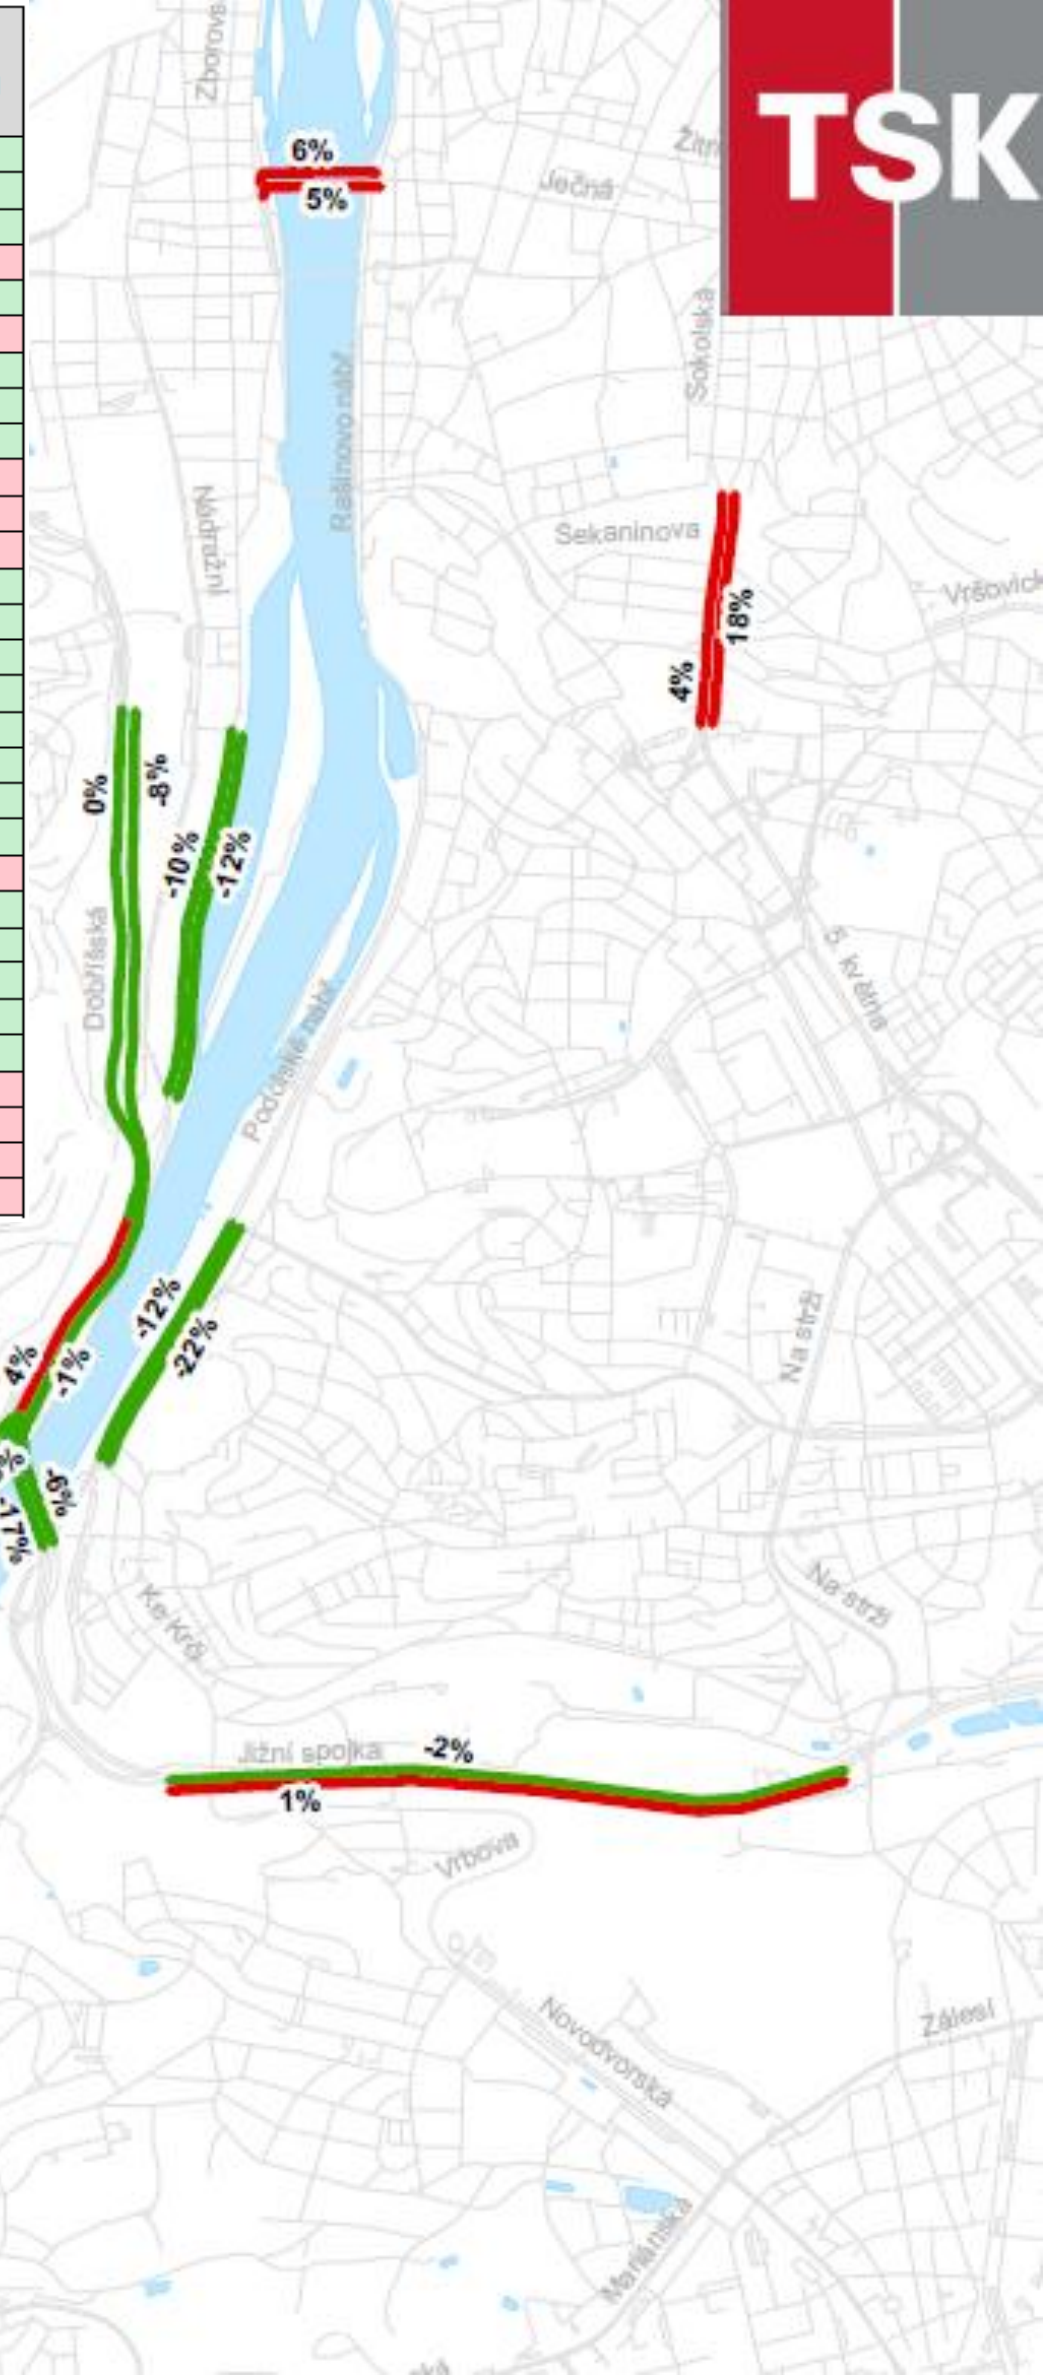 Zborovs
TSK
6%
Žitn
Ječná
5%
Sokolská
Rašínovo nábř.
Nádražní
Sekaninova
Vršovick
18%
4%
0%
-8%
-10%
-12%
Dobříšská
5. května
Podolské nábř.
-12%
-22%
Na strži
4%
-1%
%
-17%
Na strži
Ke Krči
Jižní spojka
-2%
1%
Vrbova
Novodvorská
Zálesí
Mariánská
ská